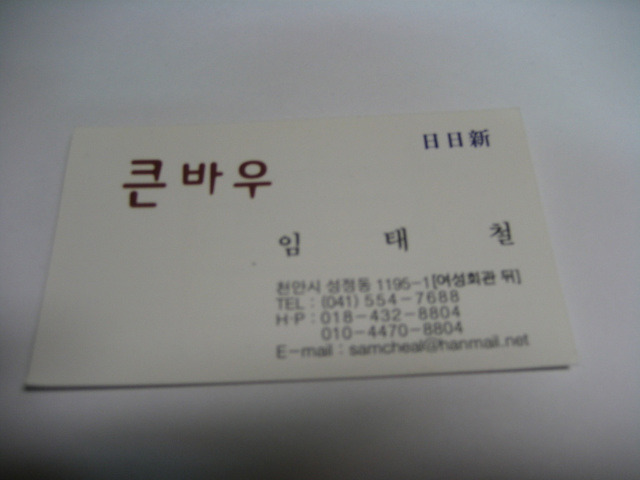 日日新
큰바우
임 태 철
천안시 성정동 1195-1[여성회관 뒤]
TEL : (041) 554-7688
H·P : 018-432-8804
010-4470-8804
E-mail : samcheal@hanmail.net